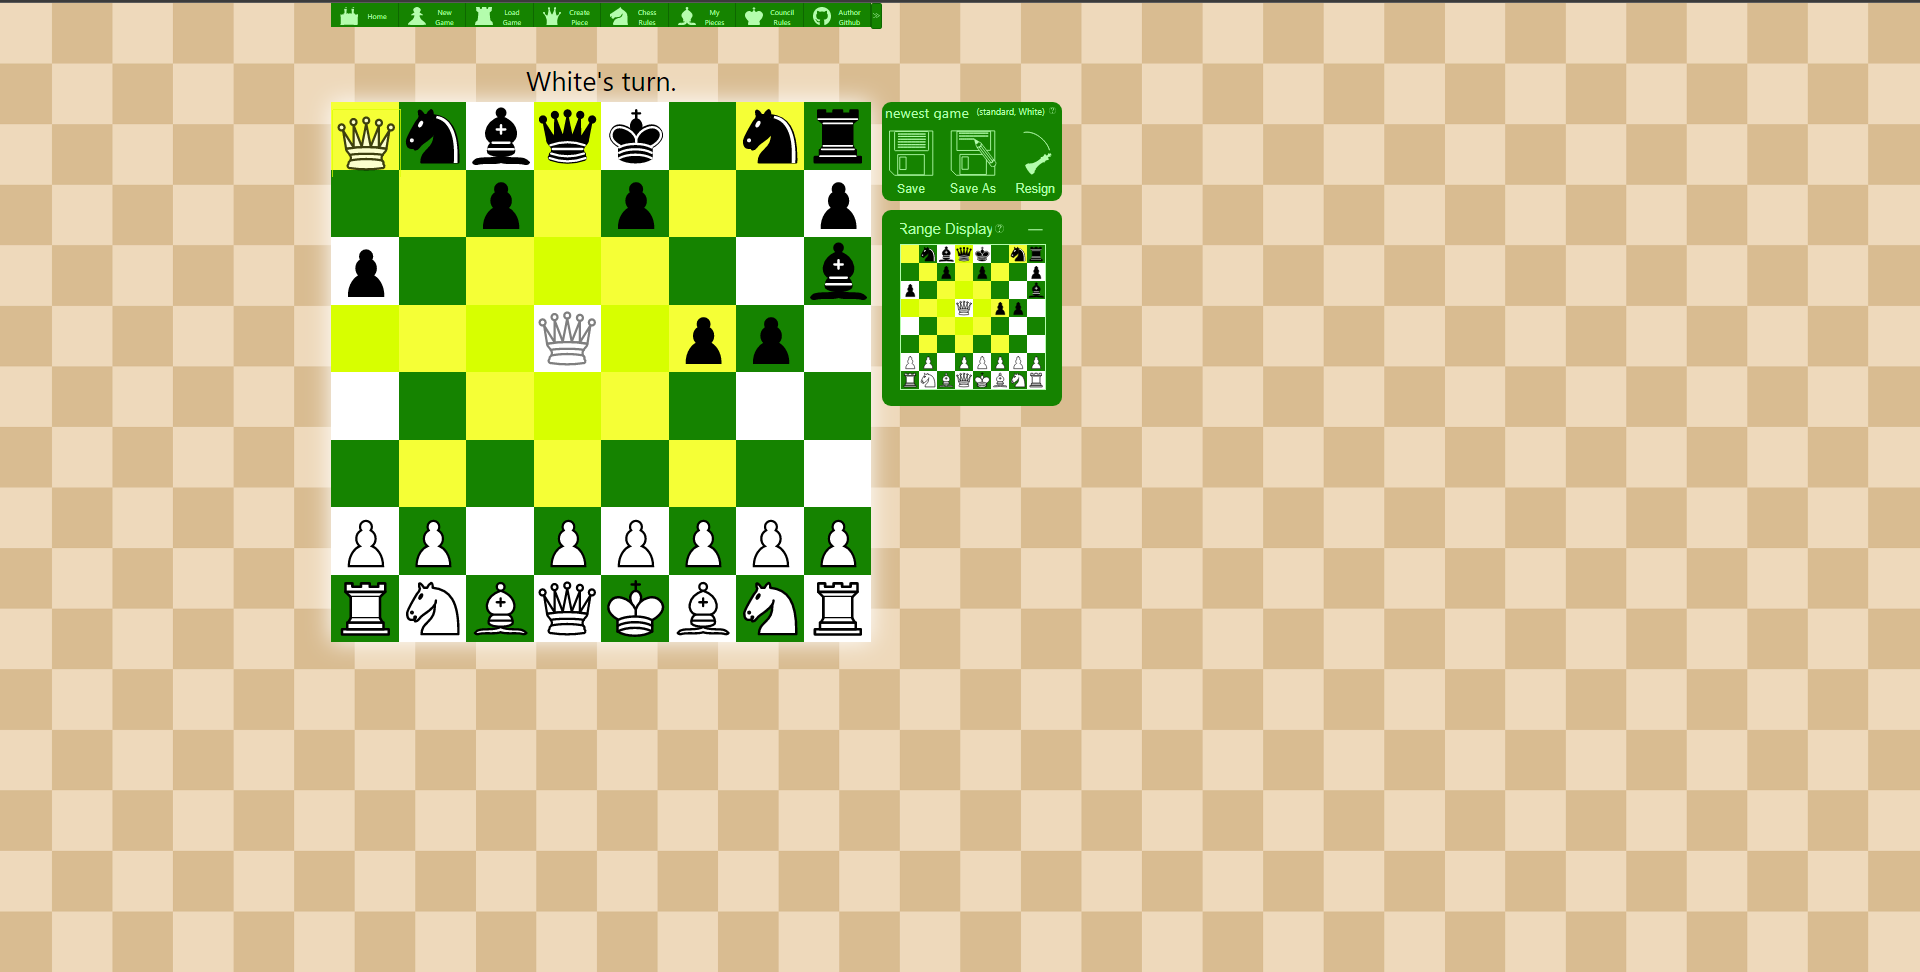 Home
New
Game
Load
Game
Create
Piece
Chess
Rules
My
Pieces
Council
Rules
Author
Github
White's turn.
newest game (standard, White) ?
Save Save As Resign
Range Display ?